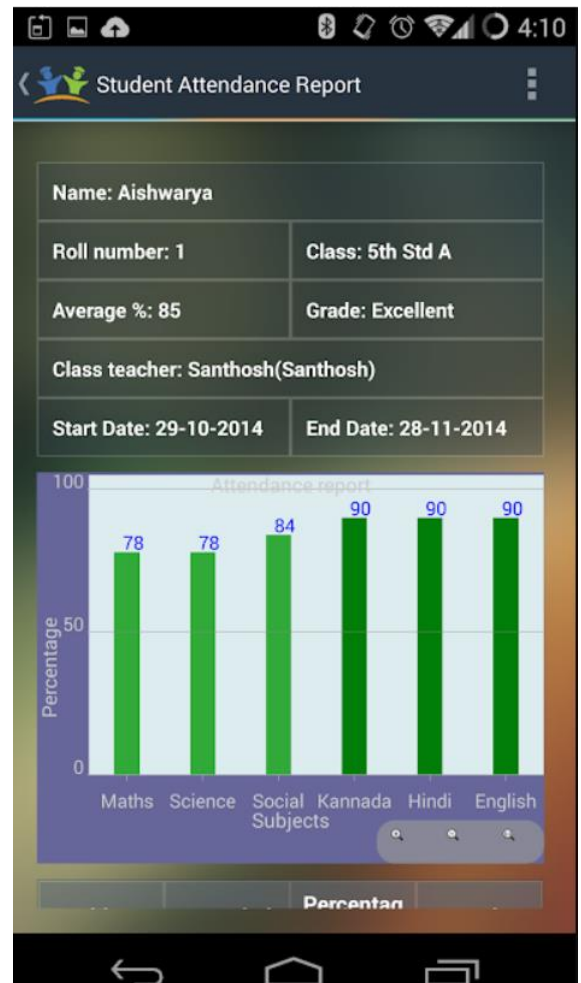 4:10
Student Attendance Report
Name: Aishwarya
Roll number: 1 Class: 5th Std A
Average %: 85 Grade: Excellent
Class teacher: Santhosh(Santhosh)
Start Date: 29-10-2014 End Date: 28-11-2014
Attendance report
100
50
0
Percentage
78 78 84 90 90 90
Maths Science Social Kannada Hindi English
Subjects
Percentag